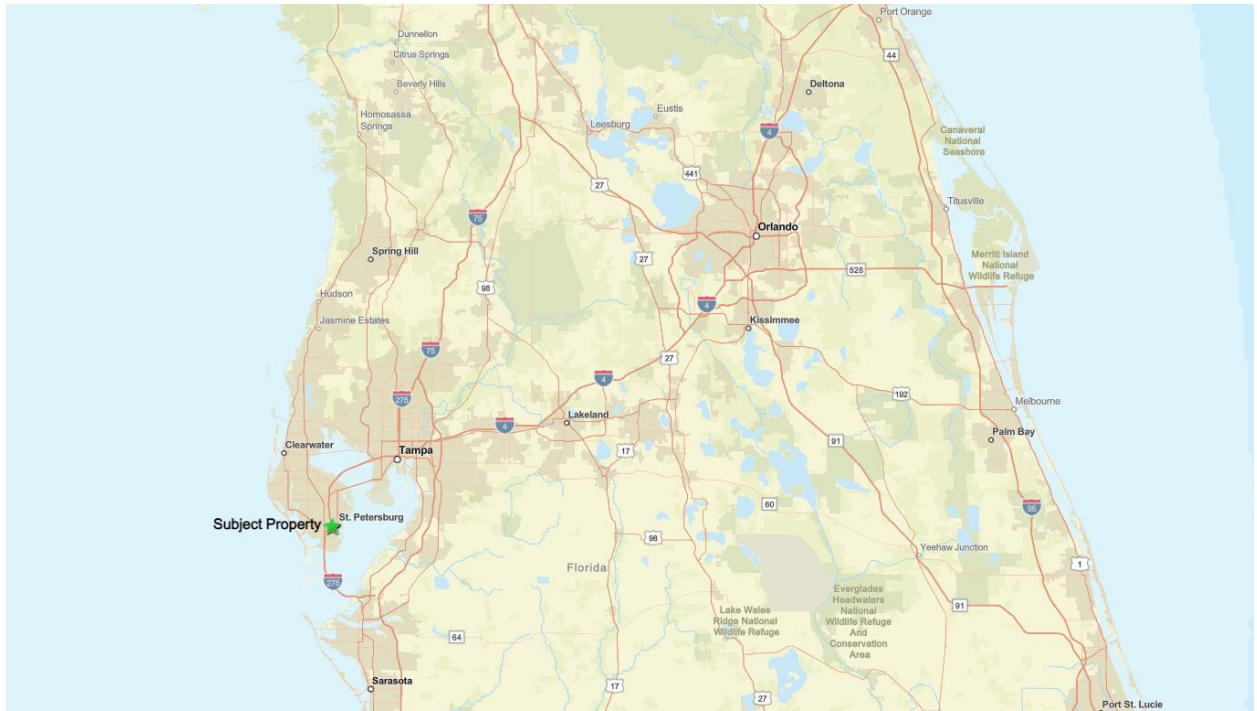 Port Orange
Dunnellon
Citrus Springs
44
Beverly Hills
Deltona
Homosassa
Springs
Eustis
Leesburg
4
Canaveral
National
Seashore
441
27
Titusville
75
Orlando
Spring Hill
27
528
Merritt Island
National
Wildlife Refuge
98
Hudson
4
Jasmine Estates
Kissimmee
75
27
4
275
192
Melbourne
Lakeland
4
Palm Bay
Clearwater
91
Tampa
17
60
95
St. Petersburg
Subject Property
98
Yeehaw Junction
1
Florida
275
Everglades
Headwaters
National
Wildlife Refuge
And
Conservation
Area
91
Lake Wales
Ridge National
Wildlife Refuge
64
Sarasota
17
27
Port St. Lucie